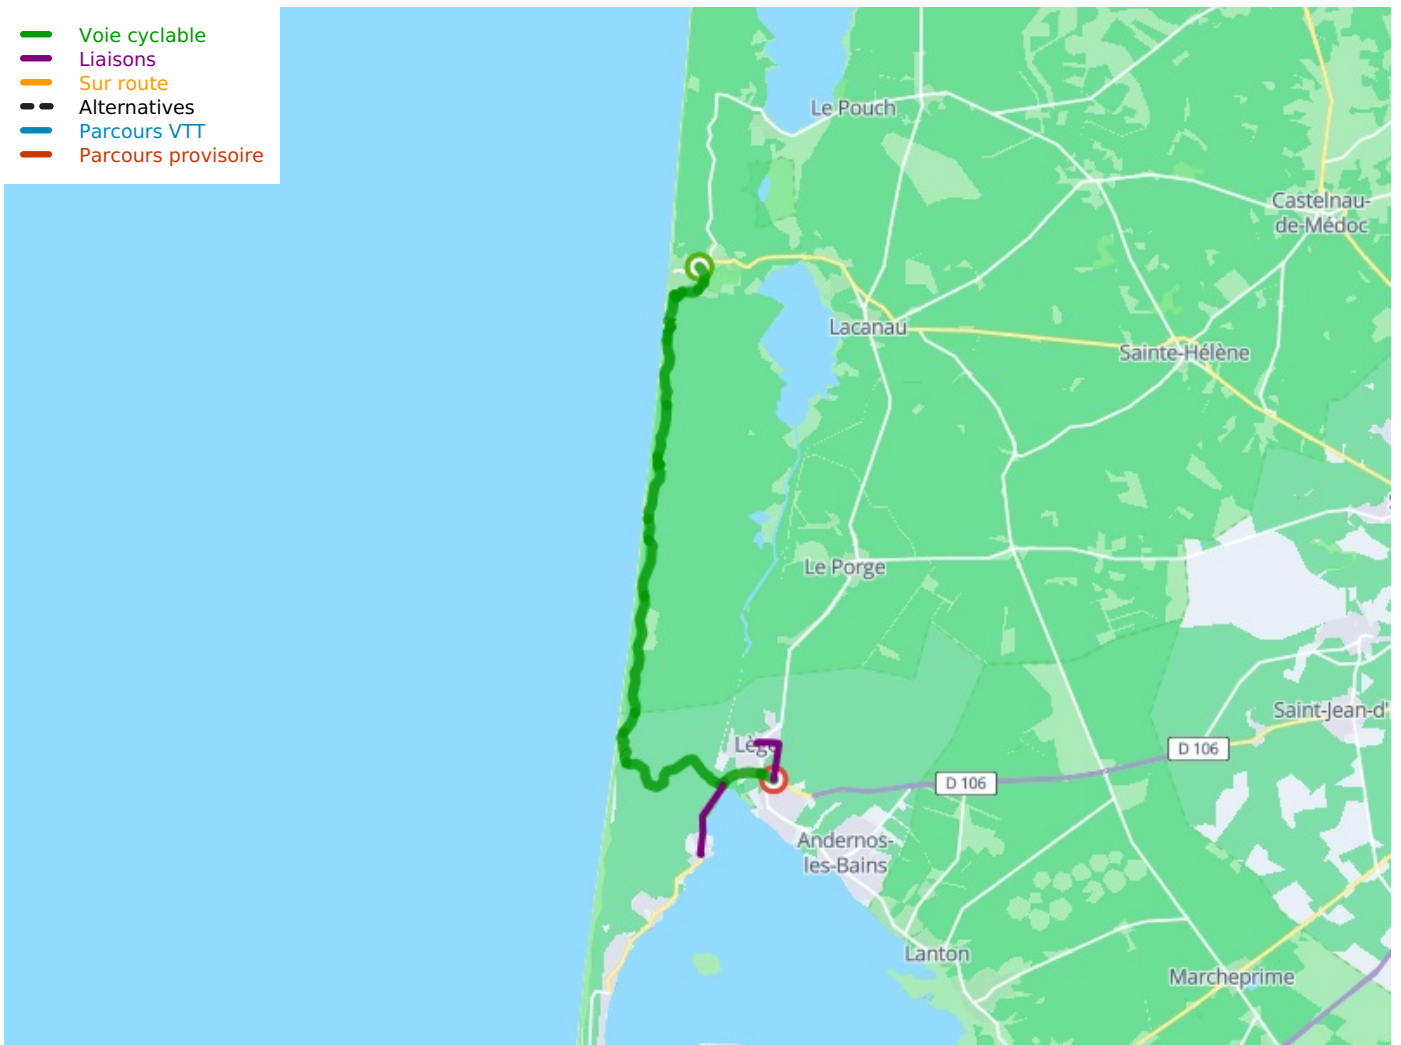 Voie cyclable
Liaisons
Sur route
Alternatives
Parcours VTT
Parcours provisoire
Le Pouch
Castelnau-
de-Médoc
Lacanau
Sainte-Hélène
Le Porge
Saint-Jean-d'
Lège
D 106
D 106
Andernos-
les-Bains
Lanton
Marcheprime